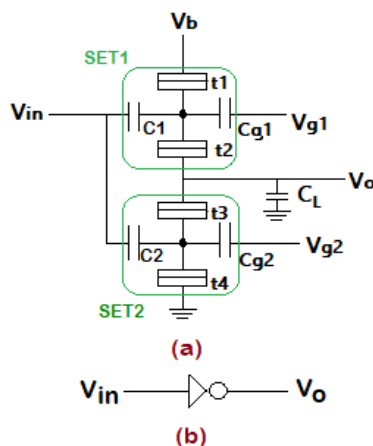 Vb
SET1
t1
Vin
C1
Cg1
Vg1
t2
Vo
CL
t3
C2
Cg2
Vg2
t4
SET2
(a)
Vin
Vo
(b)